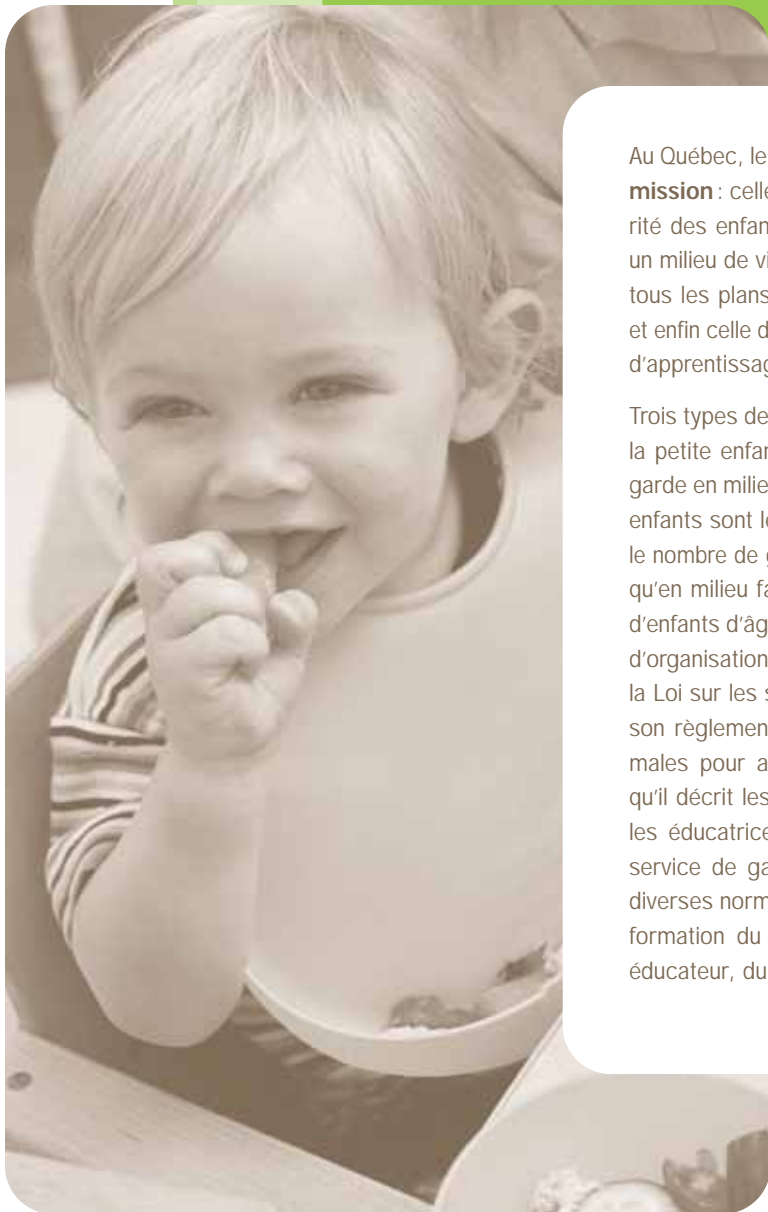 Au Québec, le
mission : celle
rité des enfan
un milieu de vi
tous les plans
et enfin celle d
d'apprentissag
Trois types de
la petite enfan
garde en milie
enfants sont le
le nombre de g
qu'en milieu fa
d'enfants d'âg
d'organisation
la Loi sur les s
son règlemen
males pour a
qu'il décrit les
les éducatrice
service de ga
diverses norm
formation du
éducateur, du